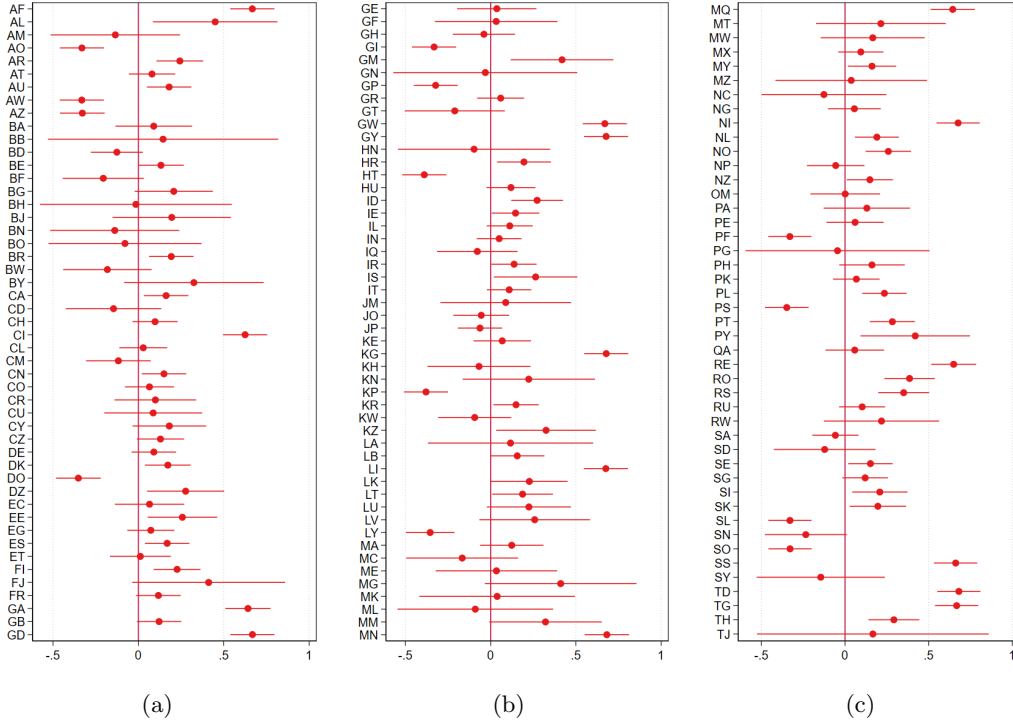 AF
AL
AM
AO
AR
AT
AU
AW
AZ
BA
BB
BD
BE
BF
BG
BH
BJ
BN
BO
BR
BW
BY
CA
CD
CH
CI
CL
CM
CN
CO
CR
CU
CY
CZ
DE
DK
DO
DZ
EC
EE
EG
ES
ET
FI
FJ
FR
GA
GB
GD
-.5 0 .5 1
(a)
GE
GF
GH
GI
GM
GN
GP
GR
GT
GW
GY
HN
HR
HT
HU
ID
IE
IL
IN
IQ
IR
IS
IT
JM
JO
JP
KE
KG
KH
KN
KP
KR
KW
KZ
LA
LB
LI
LK
LT
LU
LV
LY
MA
MC
ME
MG
MK
ML
MM
MN
-.5 0 .5 1
(b)
MQ
MT
MW
MX
MY
MZ
NC
NG
NI
NL
NO
NP
NZ
OM
PA
PE
PF
PG
PH
PK
PL
PS
PT
PY
QA
RE
RO
RS
RU
RW
SA
SD
SE
SG
SI
SK
SL
SN
SO
SS
SY
TD
TG
TH
TJ
-.5 0 .5 1
(c)